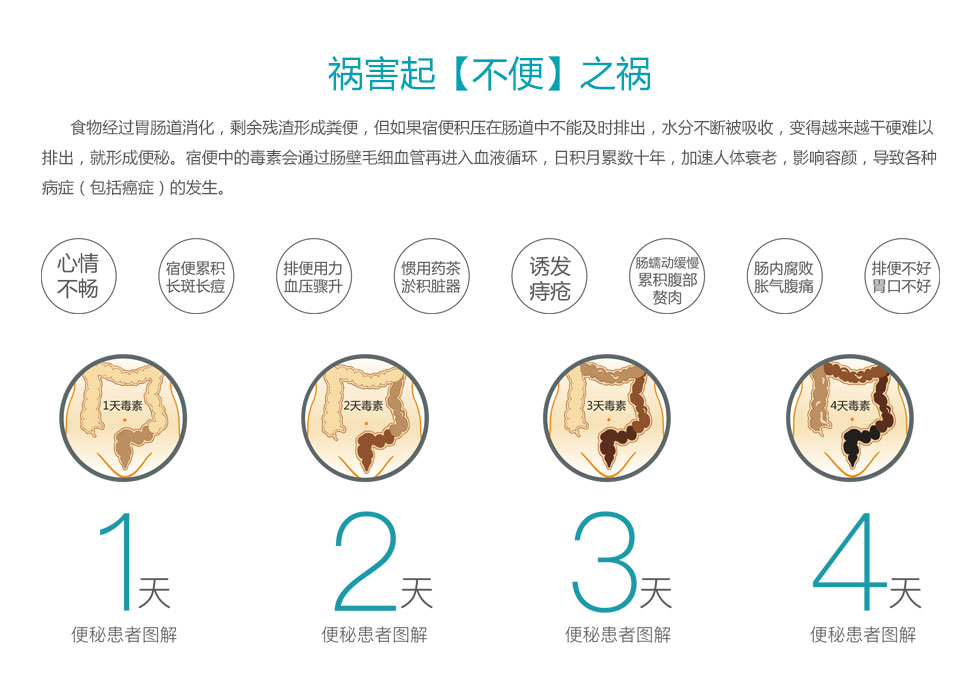 祸害起【不便】之祸
食物经过胃肠道消化，剩余残渣形成粪便，但如果宿便积压在肠道中不能及时排出，水分不断被吸收，变得越来越干硬难以
排出，就形成便秘。宿便中的毒素会通过肠壁毛细血管再进入血液循环，日积月累数十年，加速人体衰老，影响容颜，导致各种
病症（包括癌症）的发生。
心情
不畅
宿便累积
长斑长痘
排便用力
血压骤升
惯用药茶
淤积脏器
诱发
痔疮
肠蠕动缓慢
累积腹部
赘肉
肠内腐败
胀气腹痛
排便不好
胃口不好
1天毒素
2天毒素
3天毒素
4天毒素
1天
2天
3天
4天
便秘患者图解
便秘患者图解
便秘患者图解
便秘患者图解